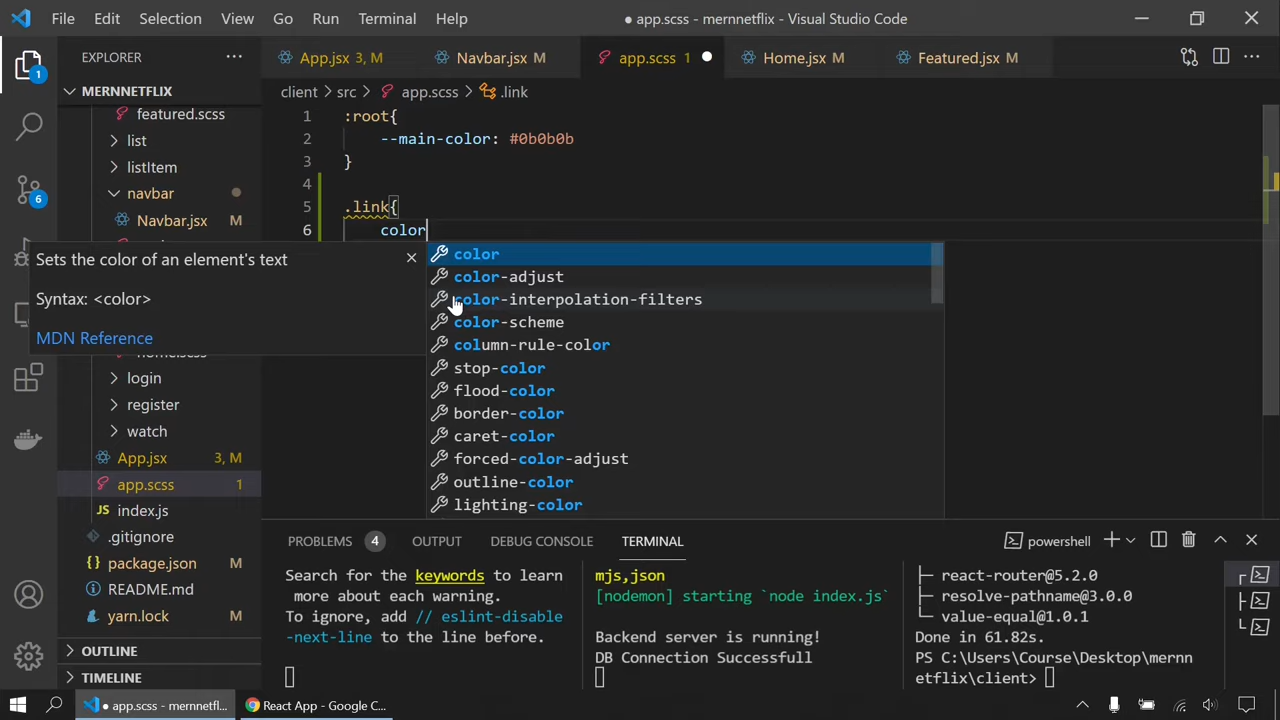 File Edit Selection View Go Run Terminal Help
● app.scss - mernnetflix - Visual Studio Code
EXPLORER
App.jsx 3, M
Navbar.jsx M
app.scss 1
Home.jsx M
Featured.jsx M
MERNNETFLIX
client > src > app.scss > .link
featured.scss
list
listItem
navbar
Navbar.jsx M
login
register
watch
App.jsx 3, M
app.scss 1
JS index.js
.gitignore
package.json M
README.md
yarn.lock M
OUTLINE
TIMELINE
1
6
1 :root{
2 --main-color: #0b0b0b
3 }
4
5 .link{
6 color
Sets the color of an element's text
Syntax: <color>
MDN Reference
color
color-adjust
color-interpolation-filters
color-scheme
column-rule-color
stop-color
flood-color
border-color
caret-color
forced-color-adjust
outline-color
lighting-color
PROBLEMS 4 OUTPUT DEBUG CONSOLE TERMINAL
powershell
Search for the keywords to learn
more about each warning.
To ignore, add // eslint-disable
-next-line to the line before.
mjs,json
[nodemon] starting `node index.js`
Backend server is running!
DB Connection Successfull
├─ react-router@5.2.0
├─ resolve-pathname@3.0.0
└─ value-equal@1.0.1
Done in 61.82s.
PS C:\Users\Course\Desktop\mernn
etflix\client>
● app.scss - mernnetfl...
React App - Google C...